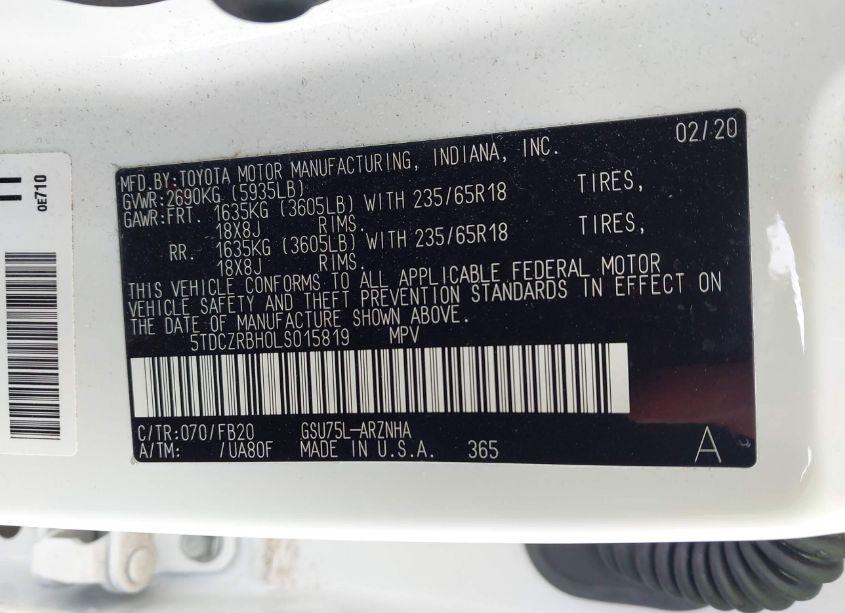 02/20
MFD.BY:TOYOTA MOTOR MANUFACTURING, INDIANA, INC.
GVWR:2690KG (5935LB)
GAWR:FRT. 1635KG (3605LB) WITH 235/65R18 TIRES,
18X8J RIMS.
RR. 1635KG (3605LB) WITH 235/65R18 TIRES,
18X8J RIMS.
THIS VEHICLE CONFORMS TO ALL APPLICABLE FEDERAL MOTOR
VEHICLE SAFETY AND THEFT PREVENTION STANDARDS IN EFFECT ON
THE DATE OF MANUFACTURE SHOWN ABOVE.
5TDCZRBH0LS015819 MPV
C/TR:070/FB20 GSU75L-ARZNHA
A/TM: /UA80F MADE IN U.S.A. 365 A
0E710